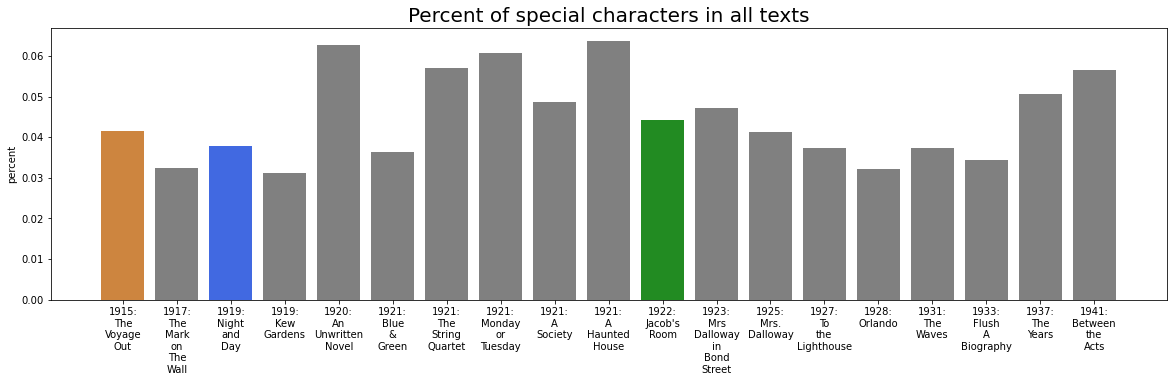 Percent of special characters in all texts
percent
0.06
0.05
0.04
0.03
0.02
0.01
0.00
1915:
The
Voyage
Out
1917:
The
Mark
on
The
Wall
1919:
Night
and
Day
1919:
Kew
Gardens
1920:
An
Unwritten
Novel
1921:
Blue
&
Green
1921:
The
String
Quartet
1921:
Monday
or
Tuesday
1921:
A
Society
1921:
A
Haunted
House
1922:
Jacob's
Room
1923:
Mrs
Dalloway
in
Bond
Street
1925:
Mrs.
Dalloway
1927:
To
the
Lighthouse
1928:
Orlando
1931:
The
Waves
1933:
Flush
A
Biography
1937:
The
Years
1941:
Between
the
Acts